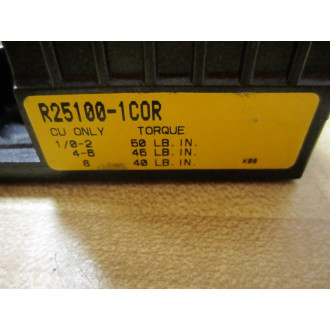 R25100-1COR
CU ONLY TORQUE
1/0-2 50 LB. IN.
4-6 45 LB. IN.
8 40 LB. IN.